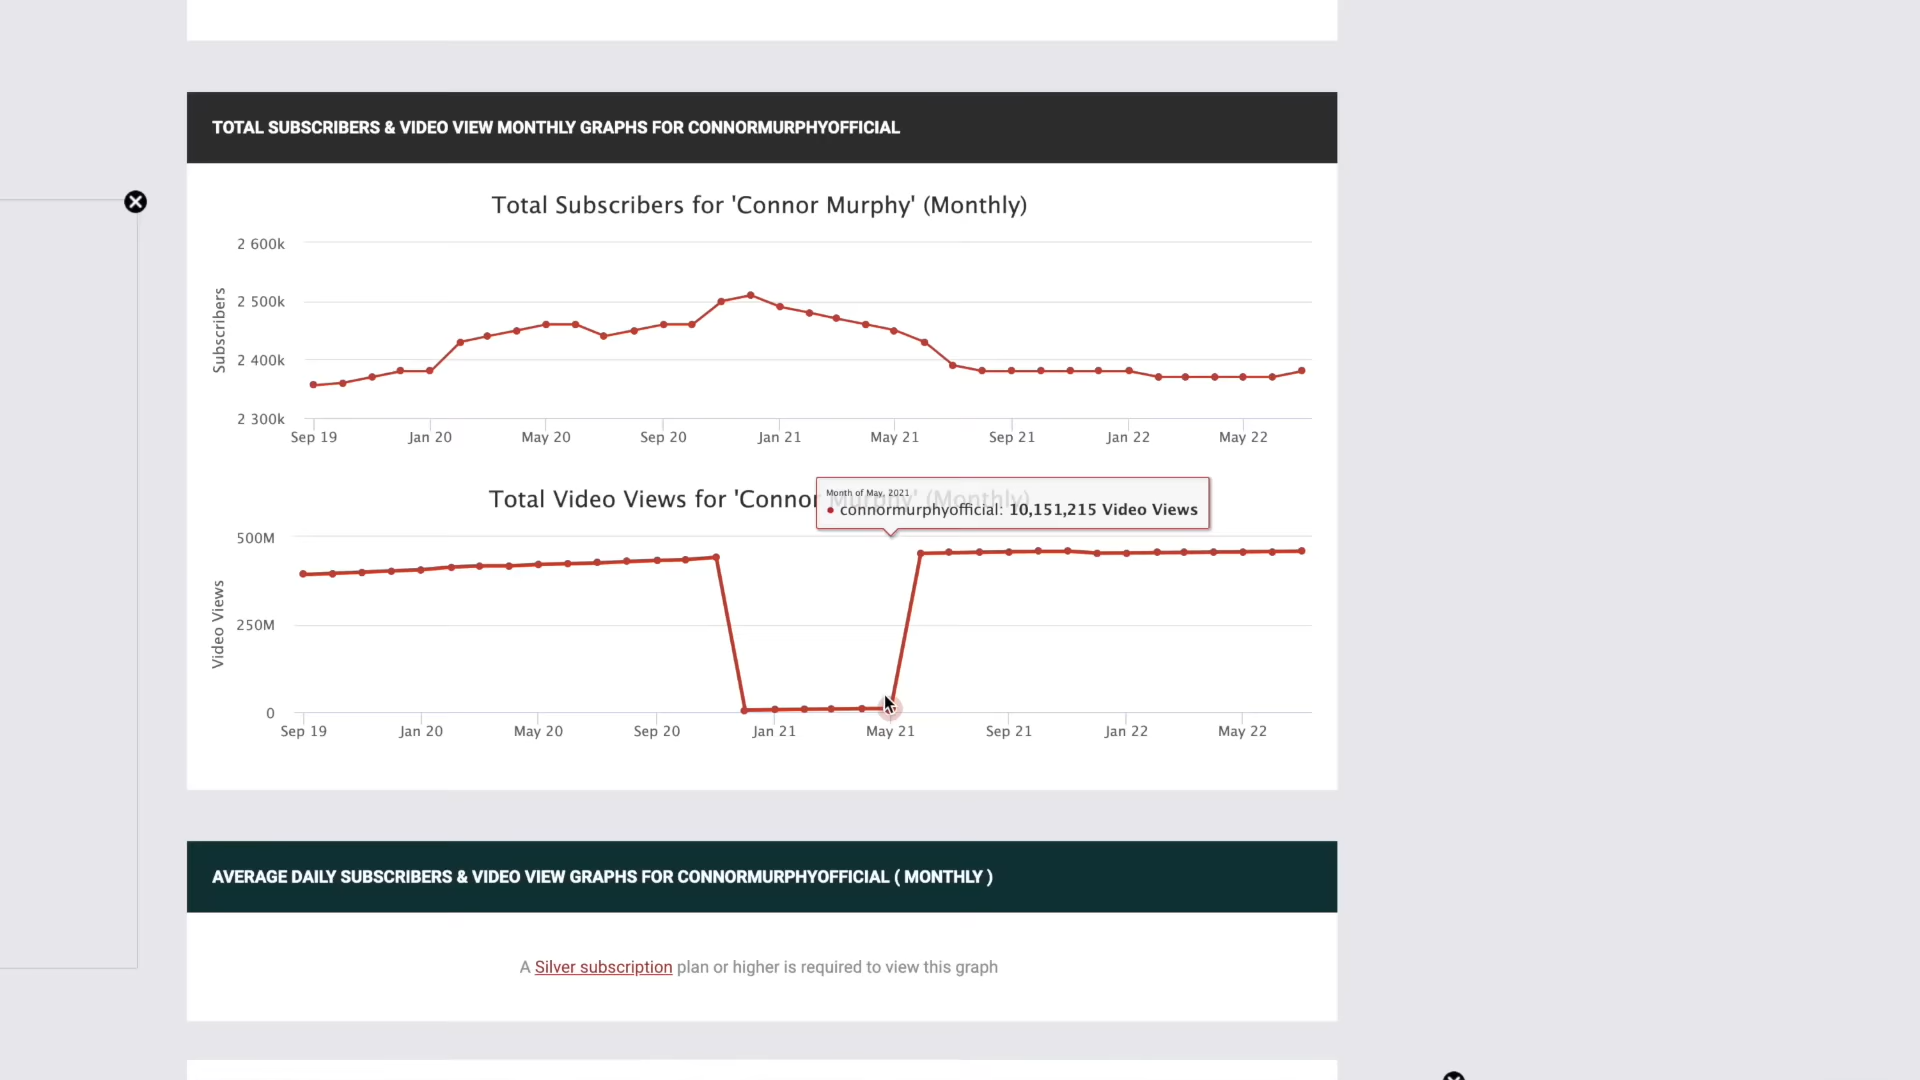 TOTAL SUBSCRIBERS & VIDEO VIEW MONTHLY GRAPHS FOR CONNORMURPHYOFFICIAL
Total Subscribers for 'Connor Murphy' (Monthly)
Subscribers
2 600k
2 500k
2 400k
2 300k
Sep 19 Jan 20 May 20 Sep 20 Jan 21 May 21 Sep 21 Jan 22 May 22
Total Video Views for 'Connor Murphy' (Monthly)
Month of May, 2021
● connormurphyofficial: 10,151,215 Video Views
Video Views
500M
250M
0
Sep 19 Jan 20 May 20 Sep 20 Jan 21 May 21 Sep 21 Jan 22 May 22
AVERAGE DAILY SUBSCRIBERS & VIDEO VIEW GRAPHS FOR CONNORMURPHYOFFICIAL ( MONTHLY )
A Silver subscription plan or higher is required to view this graph